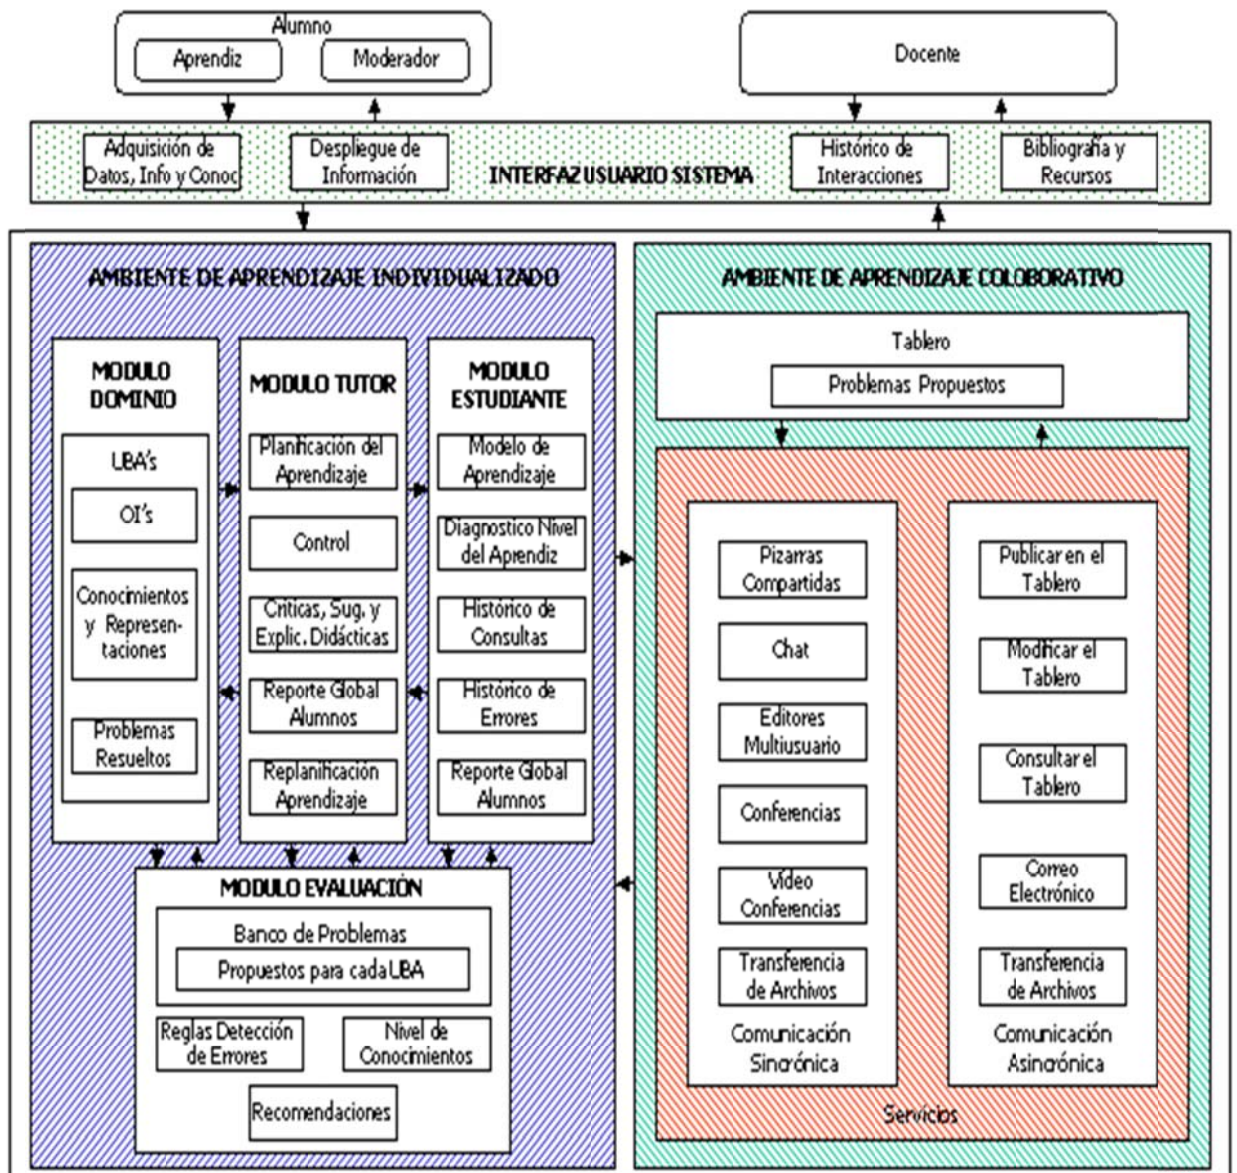 Alumno
Aprendiz
Moderador
Docente
Adquisición de
Datos, Info y Conoc
Despliegue de
Información
INTERFAZ USUARIO SISTEMA
Histórico de
Interacciones
Bibliografía y
Recursos
AMBIENTE DE APRENDIZAJE INDIVIDUALIZADO
MODULO
DOMINIO
UBA's
OI's
Conocimientos
y Represen-
taciones
Problemas
Resueltos
MODULO TUTOR
Planificación del
Aprendizaje
Control
Criticas, Sug. y
Explic. Didácticas
Reporte Global
Alumnos
Replanificación
Aprendizaje
MODULO
ESTUDIANTE
Modelo de
Aprendizaje
Diagnostico Nivel
del Aprendiz
Histórico de
Consultas
Histórico de
Errores
Reporte Global
Alumnos
MODULO EVALUACIÓN
Banco de Problemas
Propuestos para cada UBA
Reglas Detección
de Errores
Nivel de
Conocimientos
Recomendaciones
AMBIENTE DE APRENDIZAJE COLOBORATIVO
Tablero
Problemas Propuestos
Pizarras
Compartidas
Chat
Editores
Multiusuario
Conferencias
Vídeo
Conferencias
Transferencia
de Archivos
Comunicación
Sincrónica
Publicar en el
Tablero
Modificar el
Tablero
Consultar el
Tablero
Correo
Electrónico
Transferencia
de Archivos
Comunicación
Asincrónica
Servicios